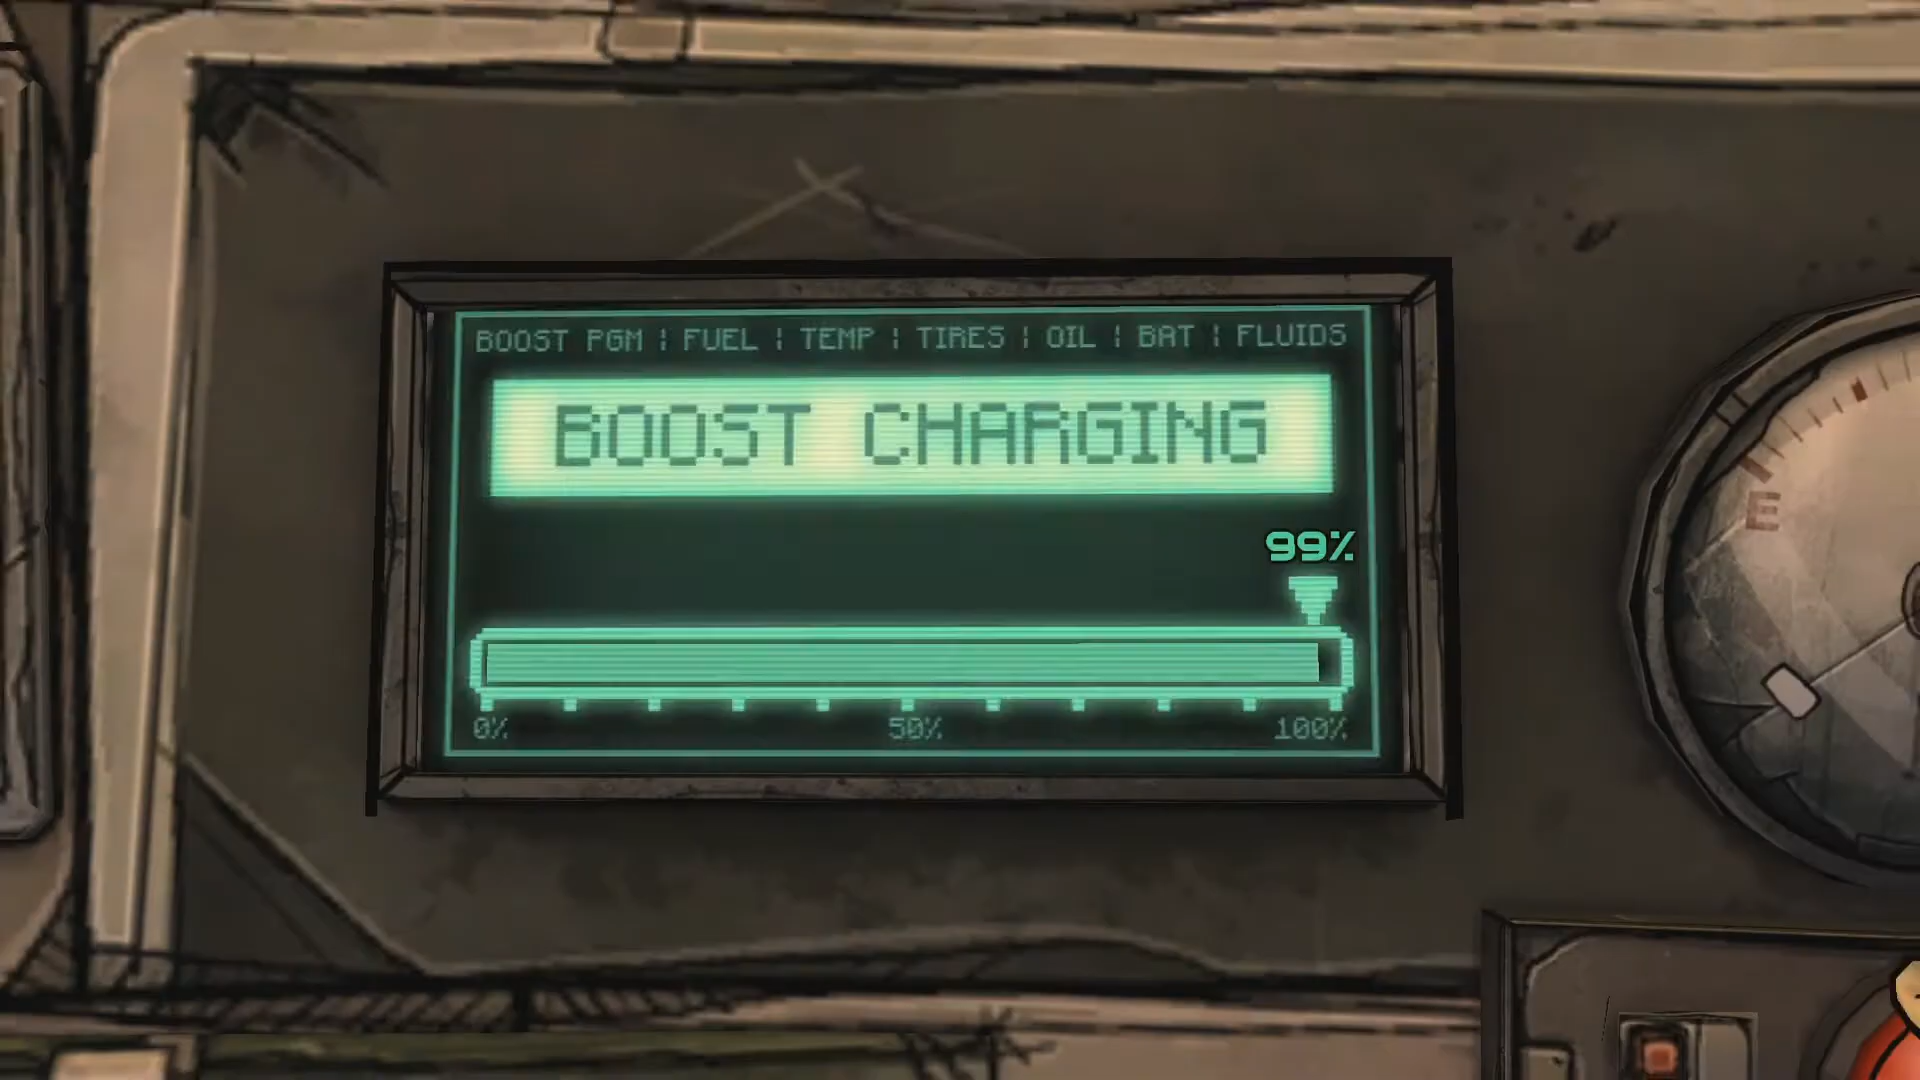 BOOST PGM ¦ FUEL ¦ TEMP ¦ TIRES ¦ OIL ¦ BAT ¦ FLUIDS
BOOST CHARGING
99%
0% 50% 100%
E